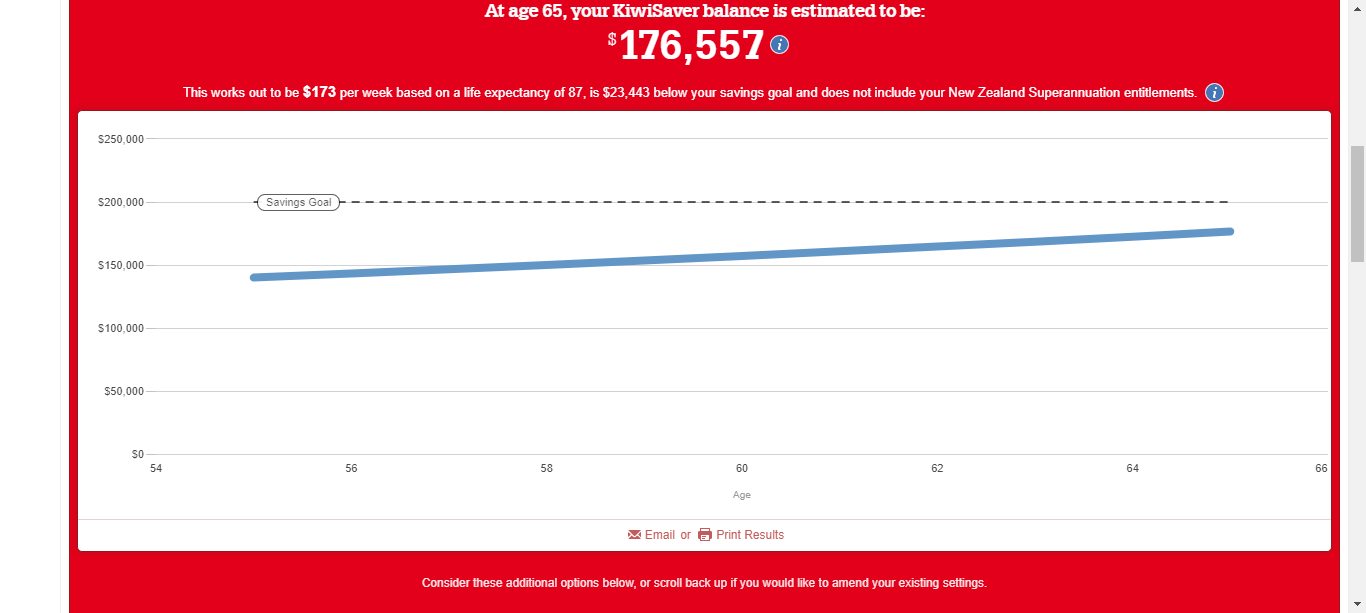 At age 65, your KiwiSaver balance is estimated to be:
$176,557
This works out to be $173 per week based on a life expectancy of 87, is $23,443 below your savings goal and does not include your New Zealand Superannuation entitlements.
$250,000
$200,000
Savings Goal
$150,000
$100,000
$50,000
$0
54 56 58 60 62 64 66
Age
Email or Print Results
Consider these additional options below, or scroll back up if you would like to amend your existing settings.